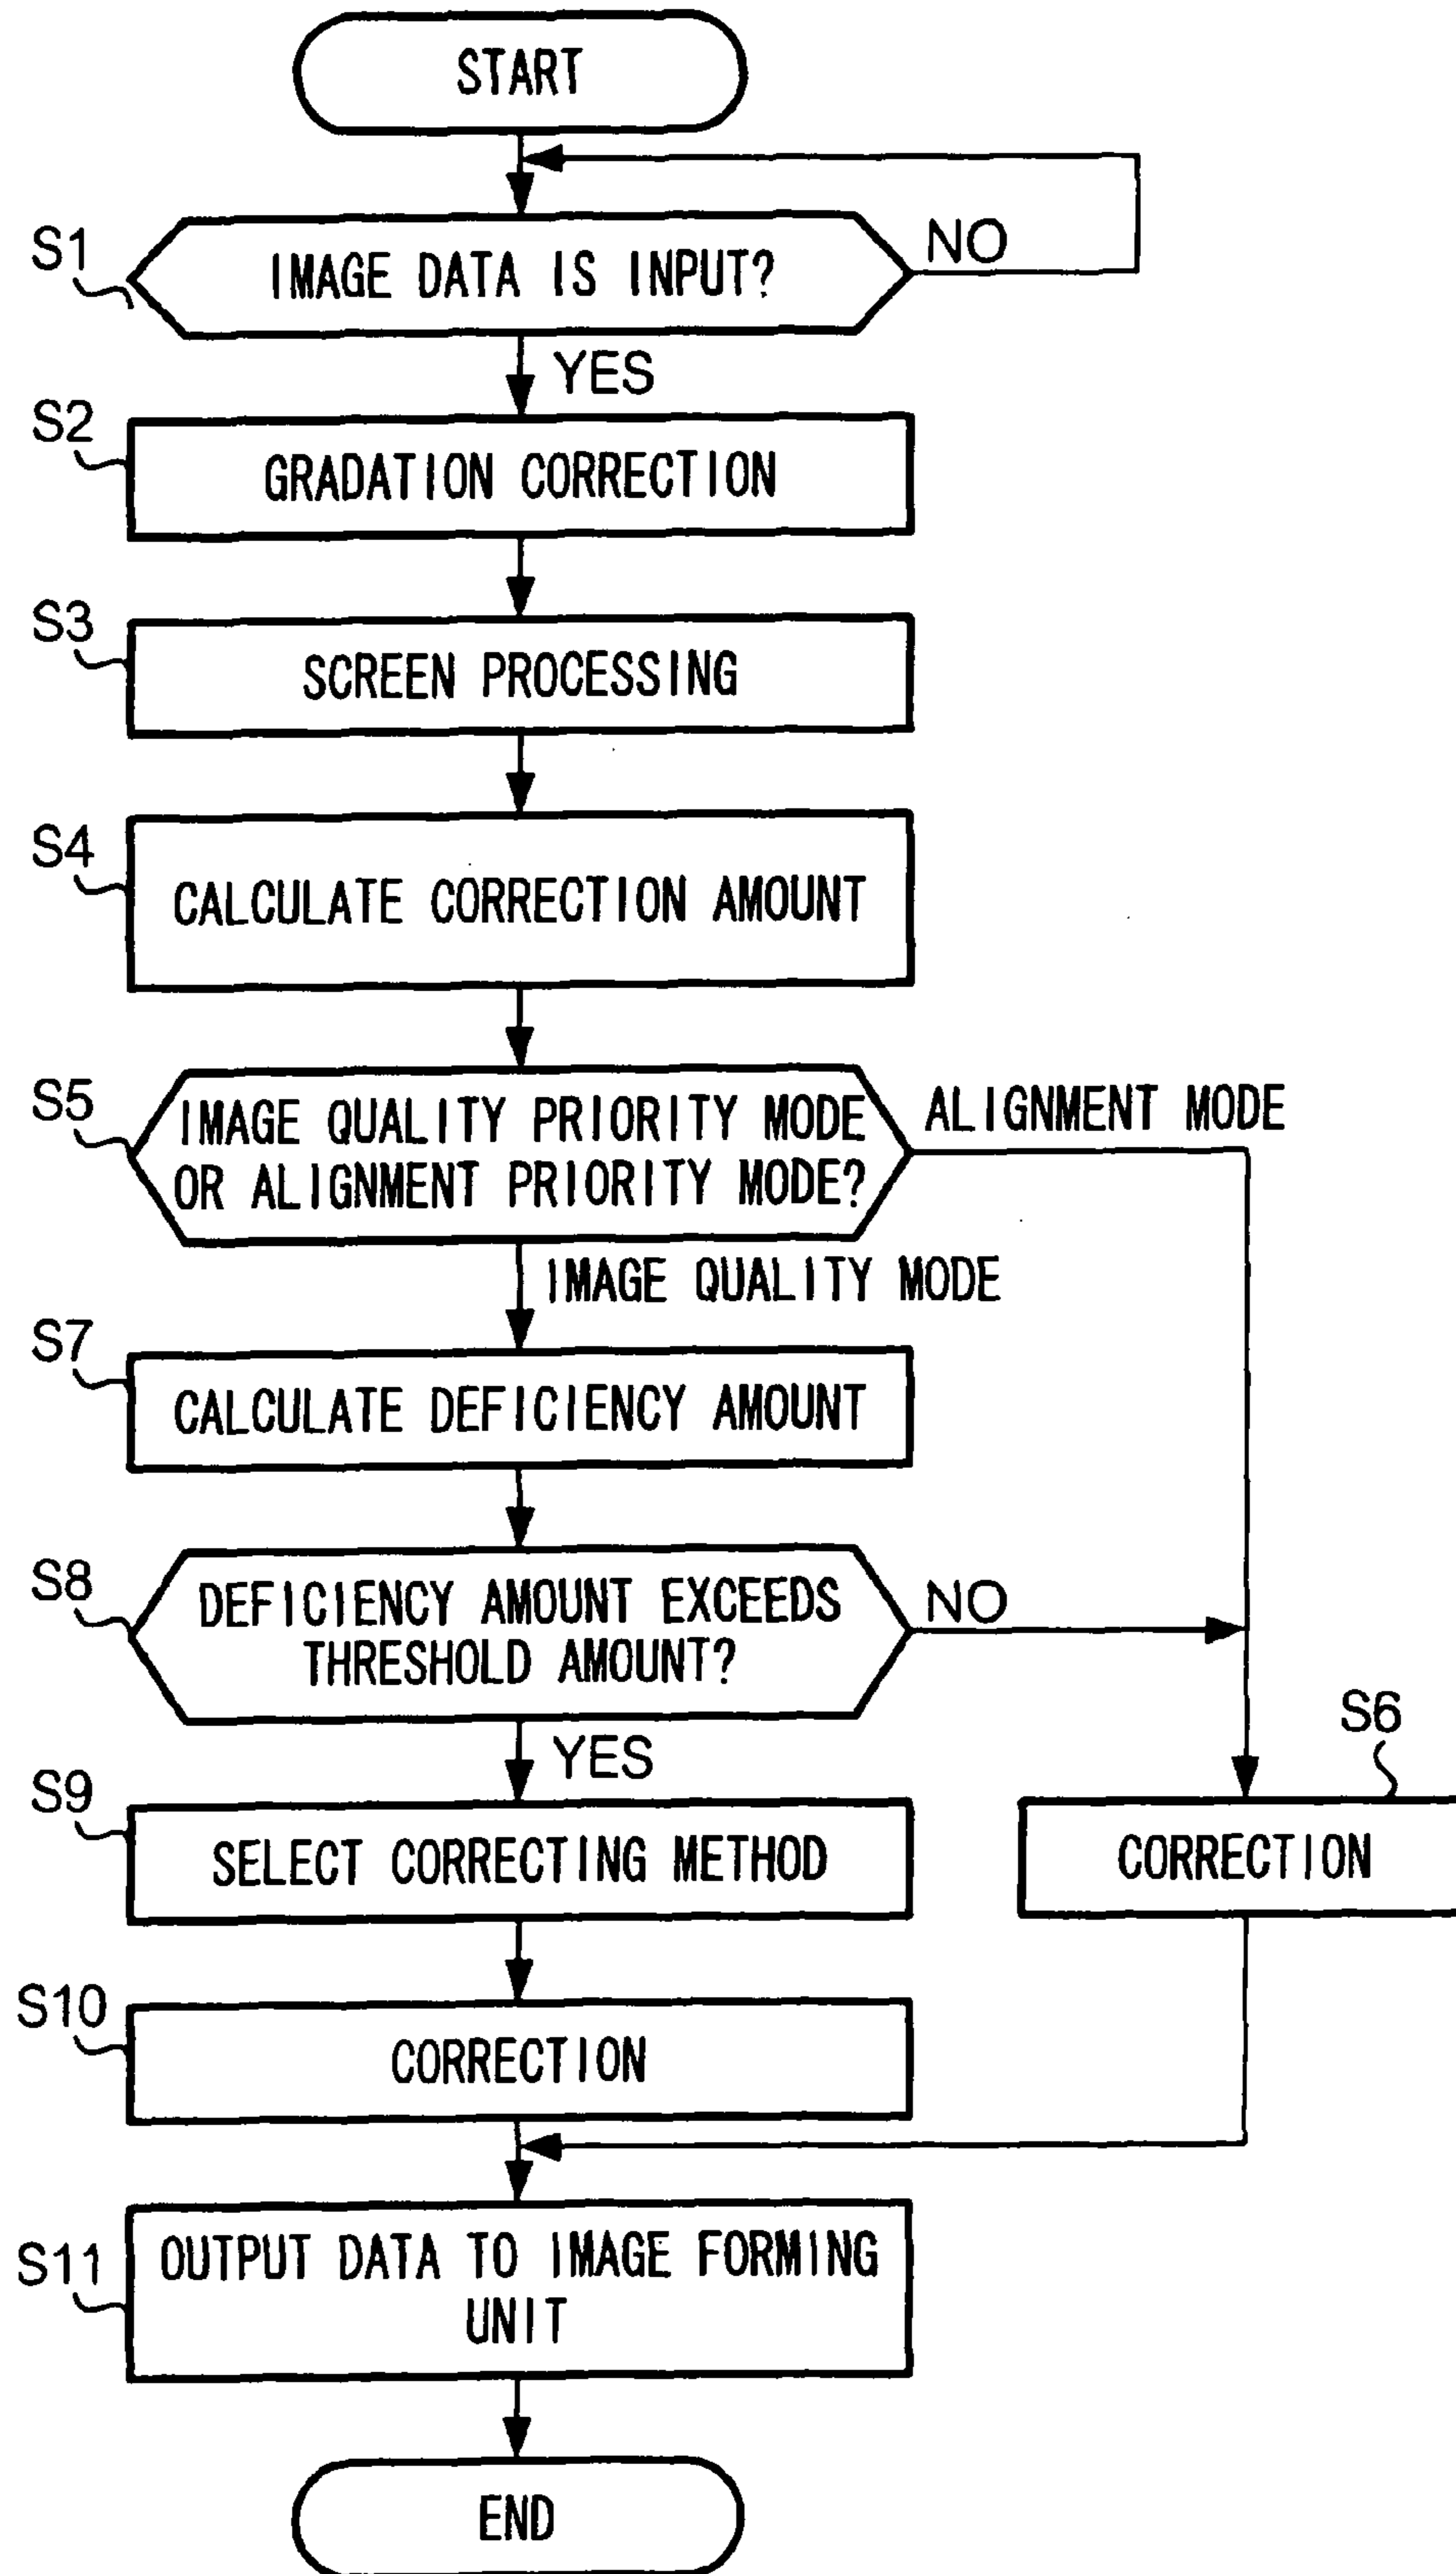 START
S1
IMAGE DATA IS INPUT?
NO
YES
S2
GRADATION CORRECTION
S3
SCREEN PROCESSING
S4
CALCULATE CORRECTION AMOUNT
S5
IMAGE QUALITY PRIORITY MODE
OR ALIGNMENT PRIORITY MODE?
ALIGNMENT MODE
IMAGE QUALITY MODE
S7
CALCULATE DEFICIENCY AMOUNT
S8
DEFICIENCY AMOUNT EXCEEDS
THRESHOLD AMOUNT?
NO
YES
S6
CORRECTION
S9
SELECT CORRECTING METHOD
S10
CORRECTION
S11
OUTPUT DATA TO IMAGE FORMING
UNIT
END